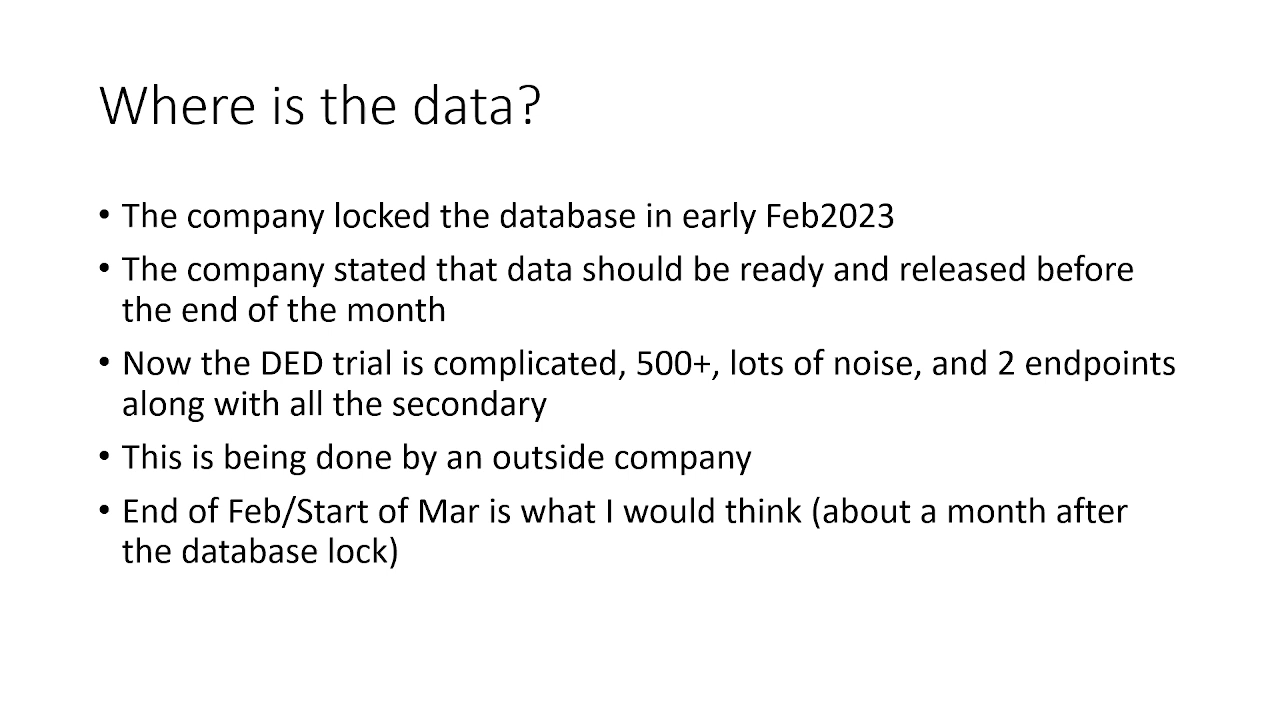 Where is the data?
• The company locked the database in early Feb2023
• The company stated that data should be ready and released before
the end of the month
• Now the DED trial is complicated, 500+, lots of noise, and 2 endpoints
along with all the secondary
• This is being done by an outside company
• End of Feb/Start of Mar is what I would think (about a month after
the database lock)